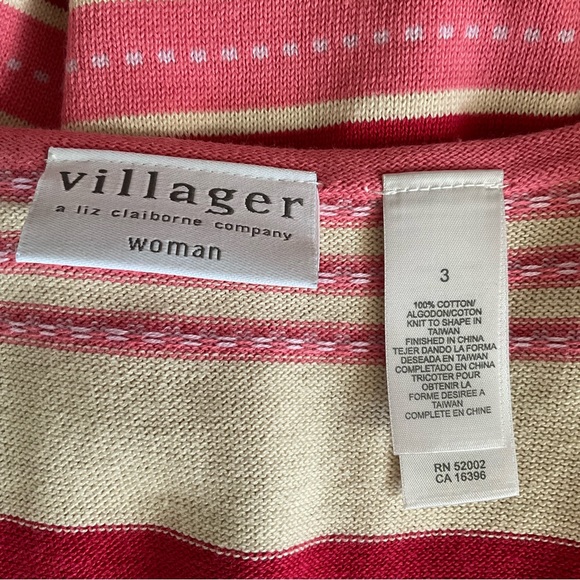 villager
a liz claiborne company
woman
3
100% COTTON/
ALGODON/COTON
KNIT TO SHAPE IN
TAIWAN
FINISHED IN CHINA
TEJER DANDO LA FORMA
DESEADA EN TAIWAN
COMPLETADO EN CHINA
TRICOTER POUR
OBTENIR LA
FORME DESIREE A
TAIWAN
COMPLETE EN CHINE
RN 52002
CA 16396